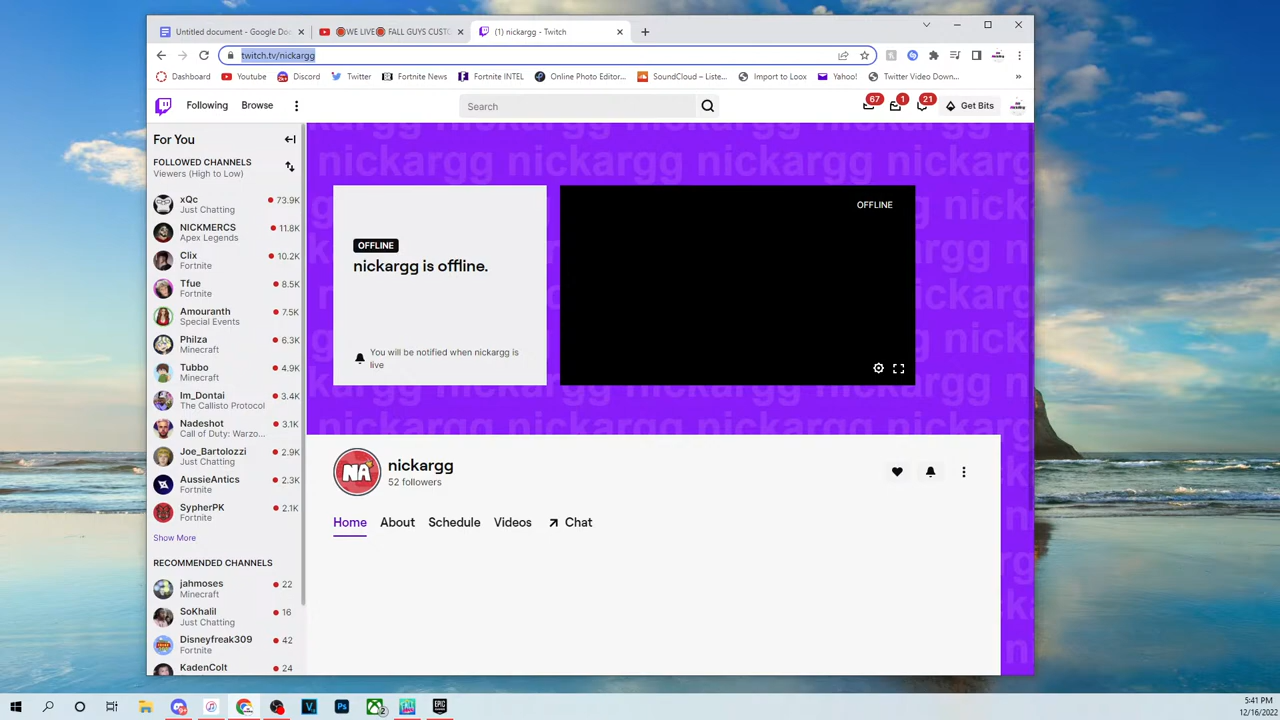 Untitled document - Google Doc
🔴WE LIVE🔴 FALL GUYS CUSTO
(1) nickargg - Twitch
twitch.tv/nickargg
Dashboard
Youtube
Discord
Twitter
Fortnite News
Fortnite INTEL
Online Photo Editor...
SoundCloud – Liste...
Import to Loox
Yahoo!
Twitter Video Down...
»
Following
Browse
Search
67
1
21
Get Bits
For You
FOLLOWED CHANNELS
Viewers (High to Low)
xQc
73.9K
Just Chatting
NICKMERCS
11.8K
Apex Legends
Clix
10.2K
Fortnite
Tfue
8.5K
Fortnite
Amouranth
7.5K
Special Events
Philza
6.3K
Minecraft
Tubbo
4.9K
Minecraft
Im_Dontai
3.4K
The Callisto Protocol
Nadeshot
3.1K
Call of Duty: Warzo...
Joe_Bartolozzi
2.9K
Just Chatting
AussieAntics
2.3K
Fortnite
SypherPK
2.1K
Fortnite
Show More
RECOMMENDED CHANNELS
jahmoses
22
Minecraft
SoKhalil
16
Just Chatting
Disneyfreak309
42
Fortnite
KadenColt
24
nickargg nickargg nickargg
OFFLINE
nickargg is offline.
You will be notified when nickargg is
live
OFFLINE
NA
nickargg
52 followers
Home
About
Schedule
Videos
Chat
5:41 PM
12/16/2022